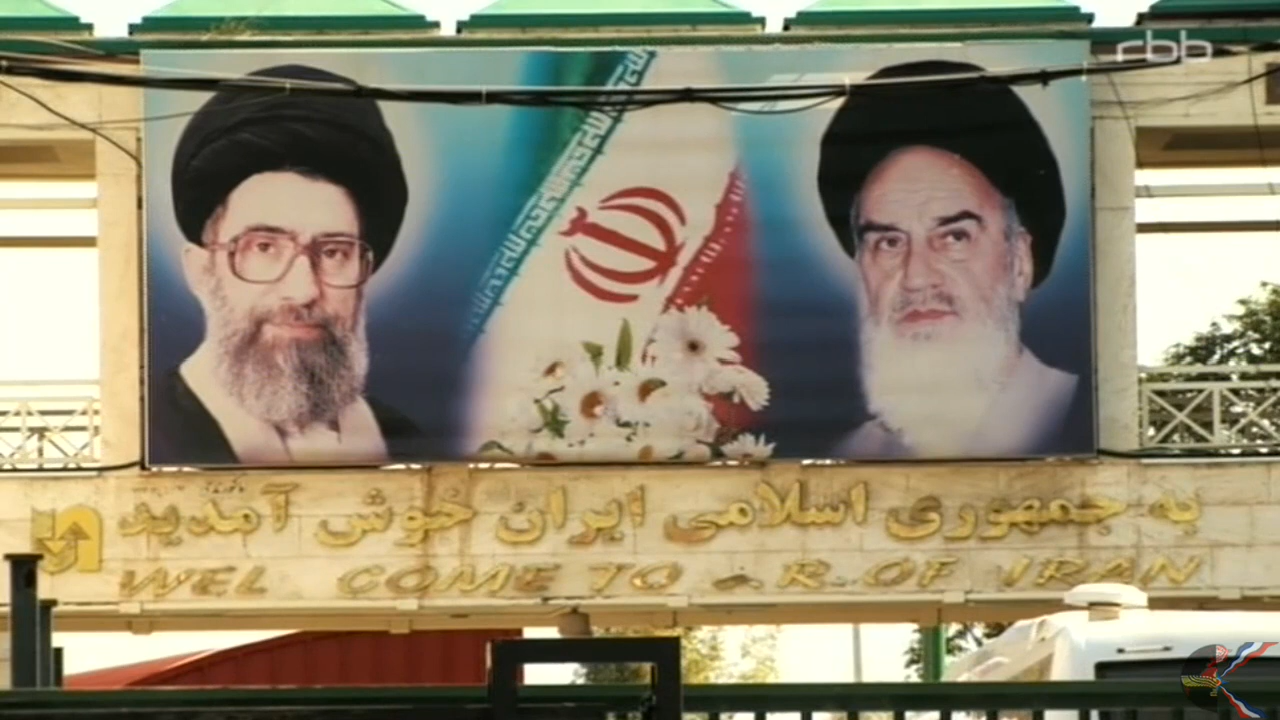 rbb
به جمهوری اسلامی ایران خوش آمدید
WEL COME TO I.R.OF IRAN